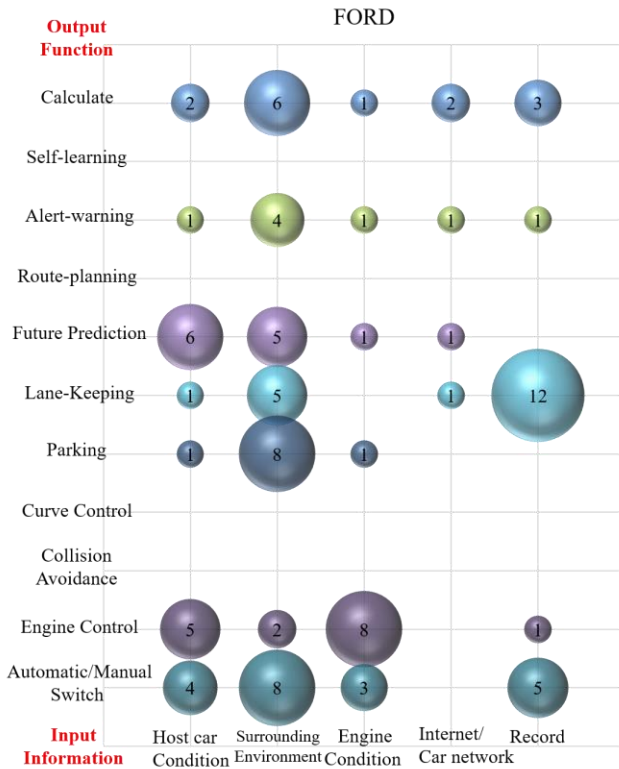 FORD
Output
Function
Calculate
2 6 1 2 3
Self-learning
Alert-warning
1 4 1 1 1
Route-planning
Future Prediction
6 5 1 1
Lane-Keeping
1 5 1 12
Parking
1 8 1
Curve Control
Collision
Avoidance
Engine Control
5 2 8 1
Automatic/Manual
Switch
4 8 3 5
Input
Information
Host car
Condition
Surrounding
Environment
Engine
Condition
Internet/
Car network
Record